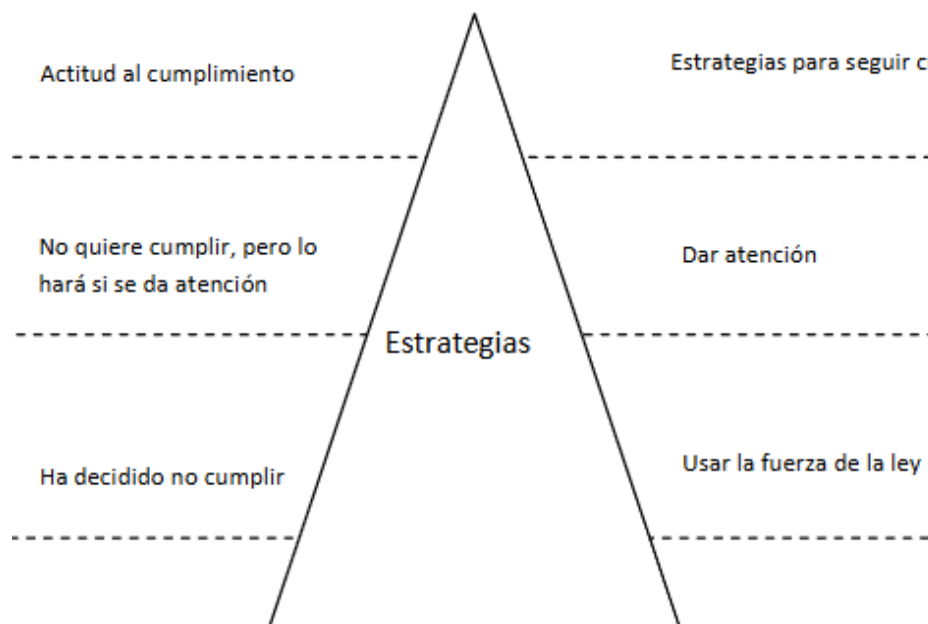 Actitud al cumplimiento
Estrategias para seguir
No quiere cumplir, pero lo
hará si se da atención
Dar atención
Estrategias
Ha decidido no cumplir
Usar la fuerza de la ley